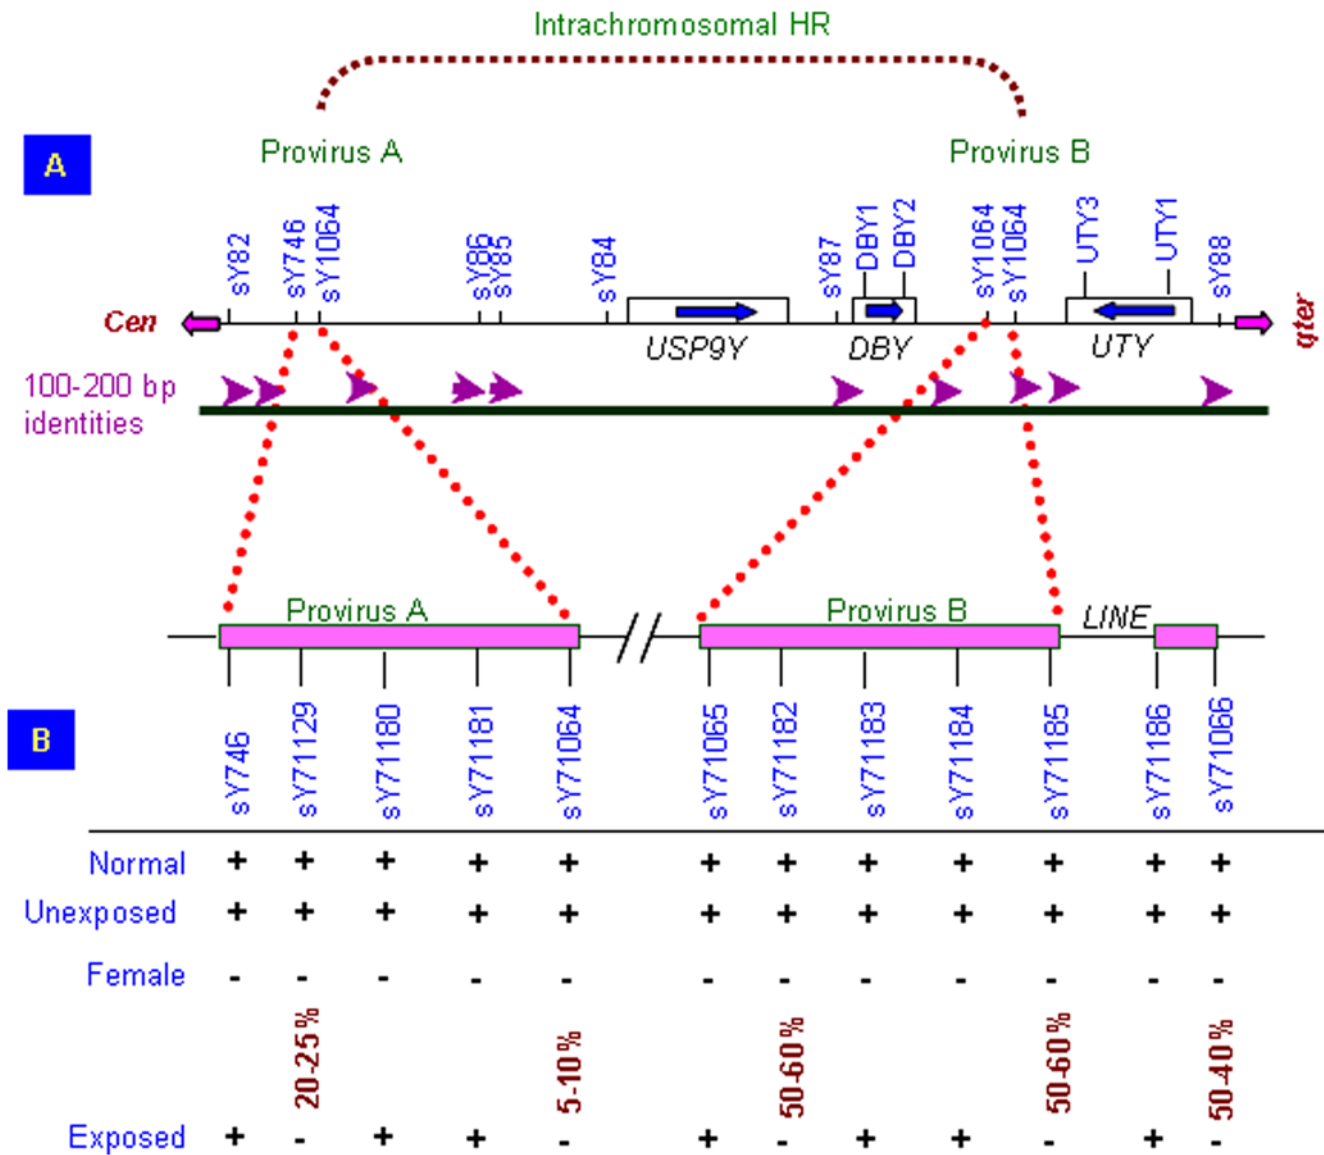 Intrachromosomal HR
A
Provirus A
Provirus B
sY82
sY746
sY1064
sY86
sY85
sY84
sY87
DBY1
DBY2
sY1064
sY1064
UTY3
UTY1
sY88
Cen
qter
USP9Y
DBY
UTY
100-200 bp
identities
Provirus A
Provirus B
LINE
B
sY746
sY71129
sY71180
sY71181
sY71064
sY71065
sY71182
sY71183
sY71184
sY71185
sY71186
sY71066
Normal + + + + + + + + + + + +
Unexposed + + + + + + + + + + + +
Female - - - - - - - - - - - -
20-25%
5-10%
50-60%
50-60%
50-40%
Exposed + - + + - + - + + - + -